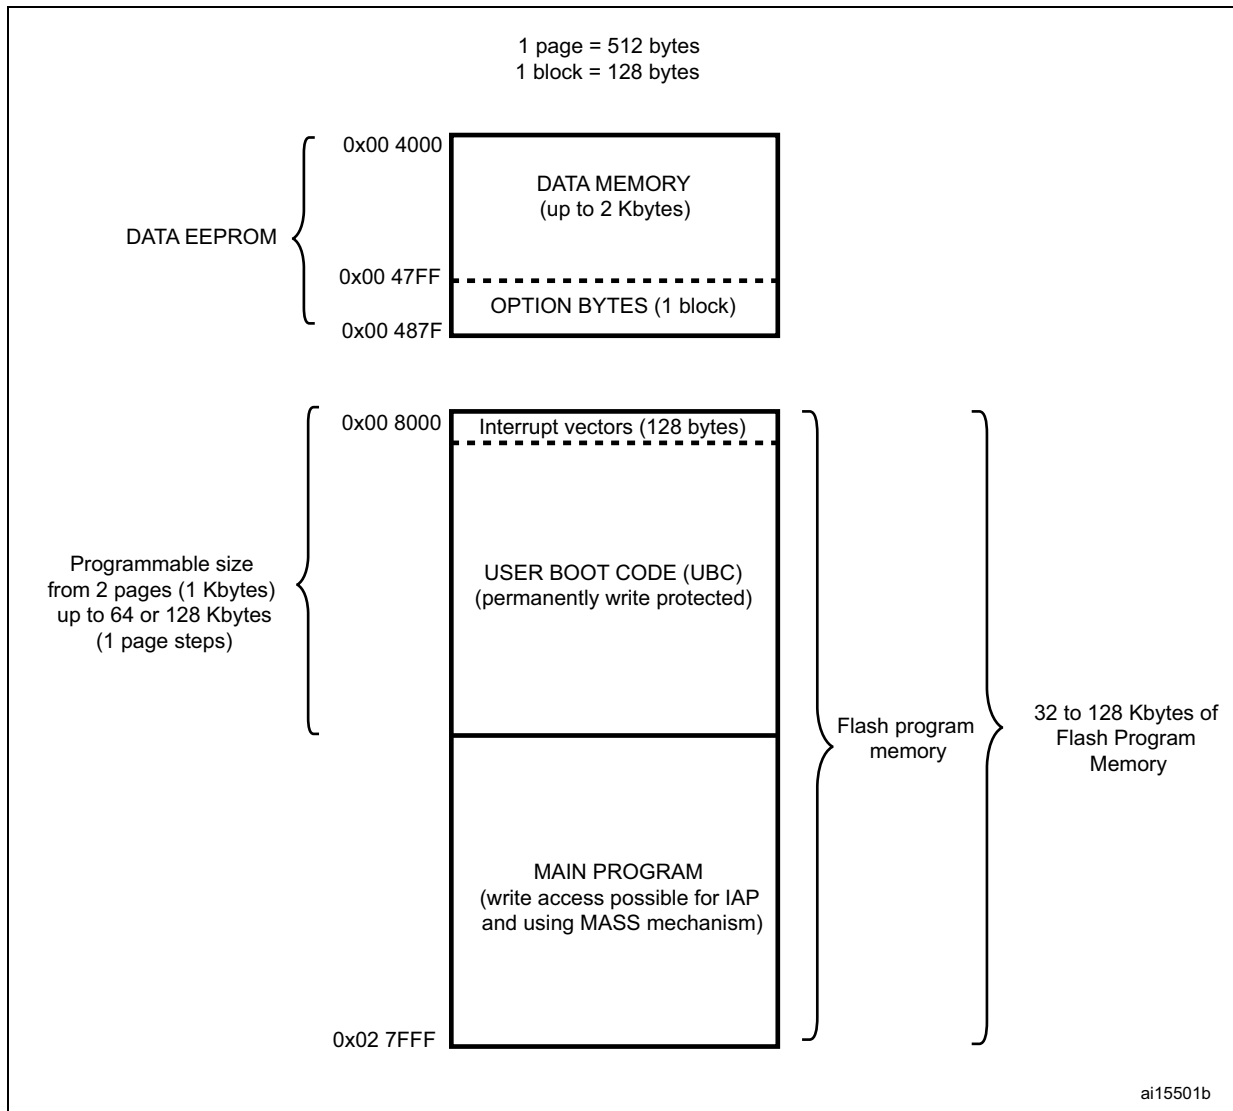 1 page = 512 bytes
1 block = 128 bytes
0x00 4000
DATA MEMORY
(up to 2 Kbytes)
DATA EEPROM
0x00 47FF
OPTION BYTES (1 block)
0x00 487F
0x00 8000
Interrupt vectors (128 bytes)
Programmable size
from 2 pages (1 Kbytes)
up to 64 or 128 Kbytes
(1 page steps)
USER BOOT CODE (UBC)
(permanently write protected)
Flash program
memory
32 to 128 Kbytes of
Flash Program
Memory
MAIN PROGRAM
(write access possible for IAP
and using MASS mechanism)
0x02 7FFF
ai15501b